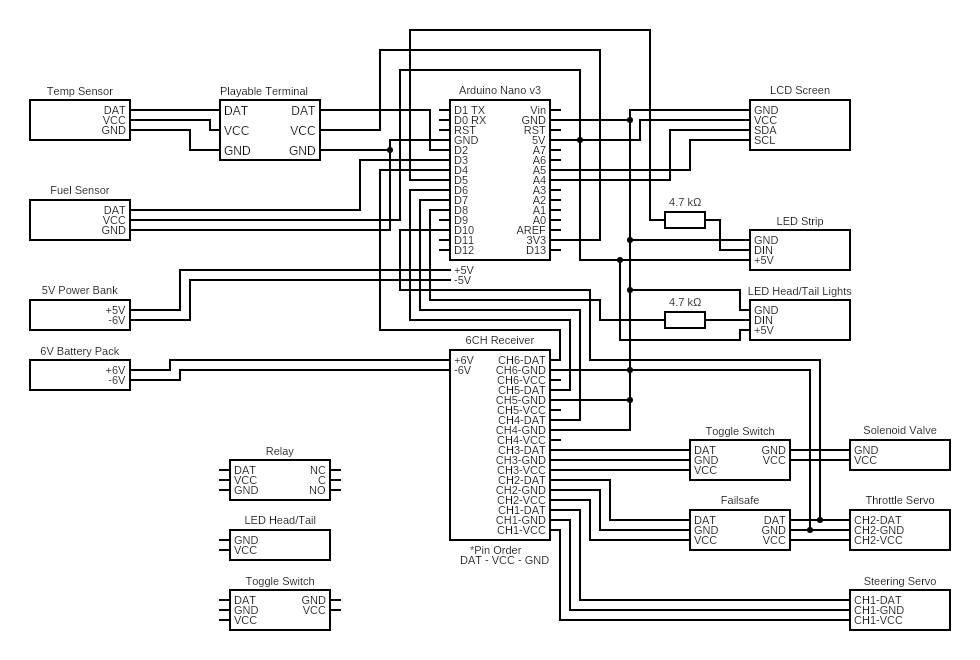 Temp Sensor
DAT
VCC
GND
Playable Terminal
DAT
VCC
GND
DAT
VCC
GND
Arduino Nano v3
D1 TX
D0 RX
RST
GND
D2
D3
D4
D5
D6
D7
D8
D9
D10
D11
D12
Vin
GND
RST
5V
A7
A6
A5
A4
A3
A2
A1
A0
AREF
3V3
D13
+5V
-5V
LCD Screen
GND
VCC
SDA
SCL
Fuel Sensor
DAT
VCC
GND
4.7 kΩ
LED Strip
GND
DIN
+5V
5V Power Bank
+5V
-6V
4.7 kΩ
LED Head/Tail Lights
GND
DIN
+5V
6V Battery Pack
+6V
-6V
6CH Receiver
+6V
-6V
CH6-DAT
CH6-GND
CH6-VCC
CH5-DAT
CH5-GND
CH5-VCC
CH4-DAT
CH4-GND
CH4-VCC
CH3-DAT
CH3-GND
CH3-VCC
CH2-DAT
CH2-GND
CH2-VCC
CH1-DAT
CH1-GND
CH1-VCC
*Pin Order
DAT - VCC - GND
Toggle Switch
DAT
GND
VCC
GND
VCC
Solenoid Valve
GND
VCC
Relay
DAT
VCC
GND
NC
C
NO
Failsafe
DAT
GND
VCC
DAT
GND
VCC
Throttle Servo
CH2-DAT
CH2-GND
CH2-VCC
LED Head/Tail
GND
VCC
Toggle Switch
DAT
GND
VCC
GND
VCC
Steering Servo
CH1-DAT
CH1-GND
CH1-VCC